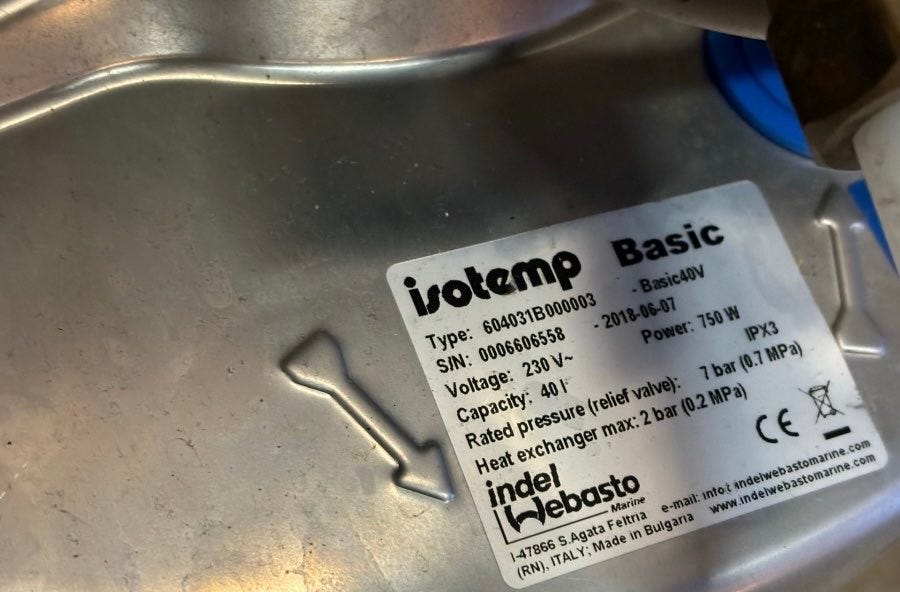 isotemp Basic
Type: 604031B000003 - Basic40V
S/N: 0006606558 - 2018-06-07
Voltage: 230 V~ Power: 750 W
Capacity: 40 l IPX3
Rated pressure (relief valve): 7 bar (0.7 MPa)
Heat exchanger max: 2 bar (0.2 MPa)
CE
indel
Webasto
Marine
I-47866 S.Agata Feltria e-mail: info@indelwebastomarine.com
(RN), ITALY; Made in Bulgaria www.indelwebastomarine.com